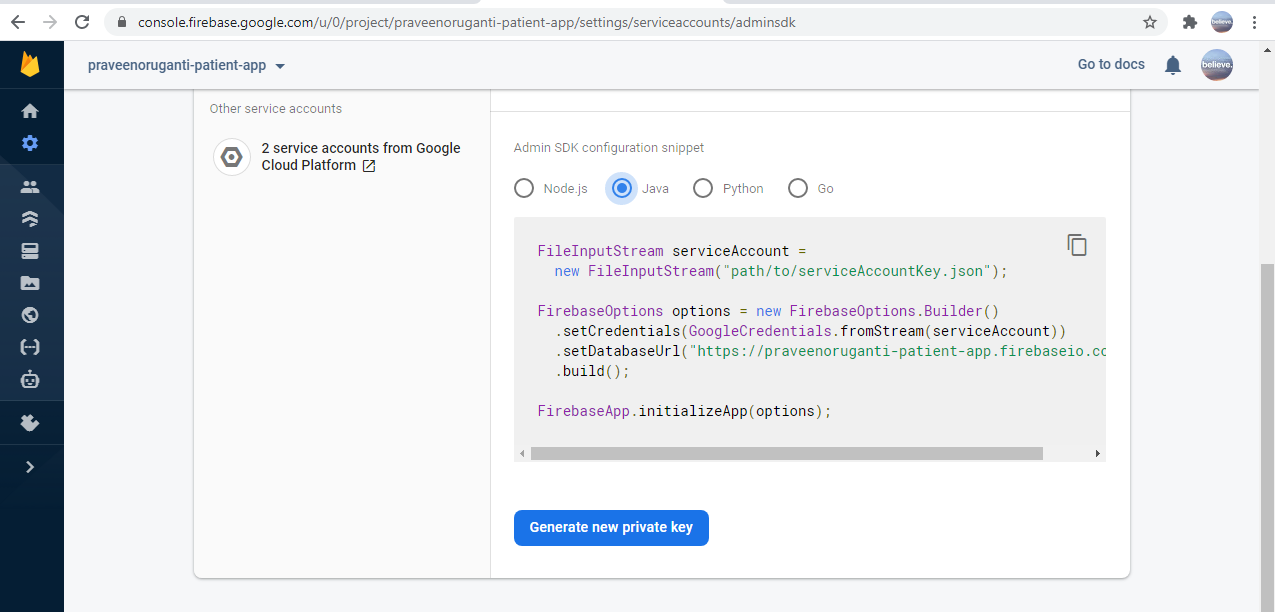 console.firebase.google.com/u/0/project/praveenoruganti-patient-app/settings/serviceaccounts/adminsdk
believe.
praveenoruganti-patient-app
Go to docs
believe.
Other service accounts
2 service accounts from Google
Cloud Platform
Admin SDK configuration snippet
Node.js
Java
Python
Go
FileInputStream serviceAccount =
new FileInputStream("path/to/serviceAccountKey.json");
FirebaseOptions options = new FirebaseOptions.Builder()
.setCredentials(GoogleCredentials.fromStream(serviceAccount))
.setDatabaseUrl("https://praveenoruganti-patient-app.firebaseio.co
.build();
FirebaseApp.initializeApp(options);
Generate new private key